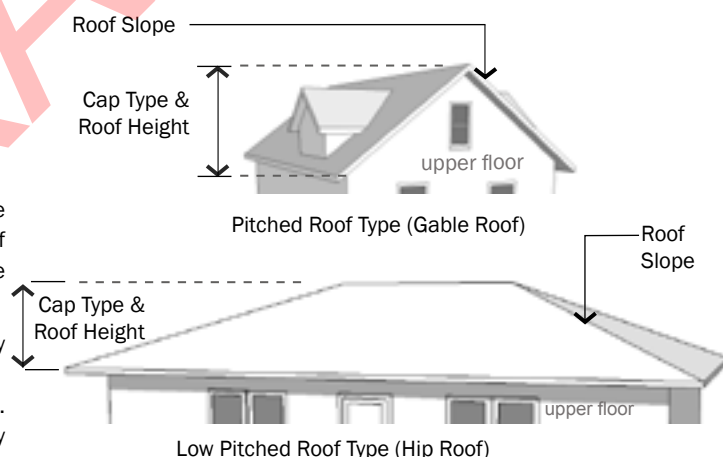 Roof Slope
Cap Type &
Roof Height
upper floor
Pitched Roof Type (Gable Roof)
e
f
e
y
.
y
Roof
Slope
Cap Type &
Roof Height
upper floor
Low Pitched Roof Type (Hip Roof)